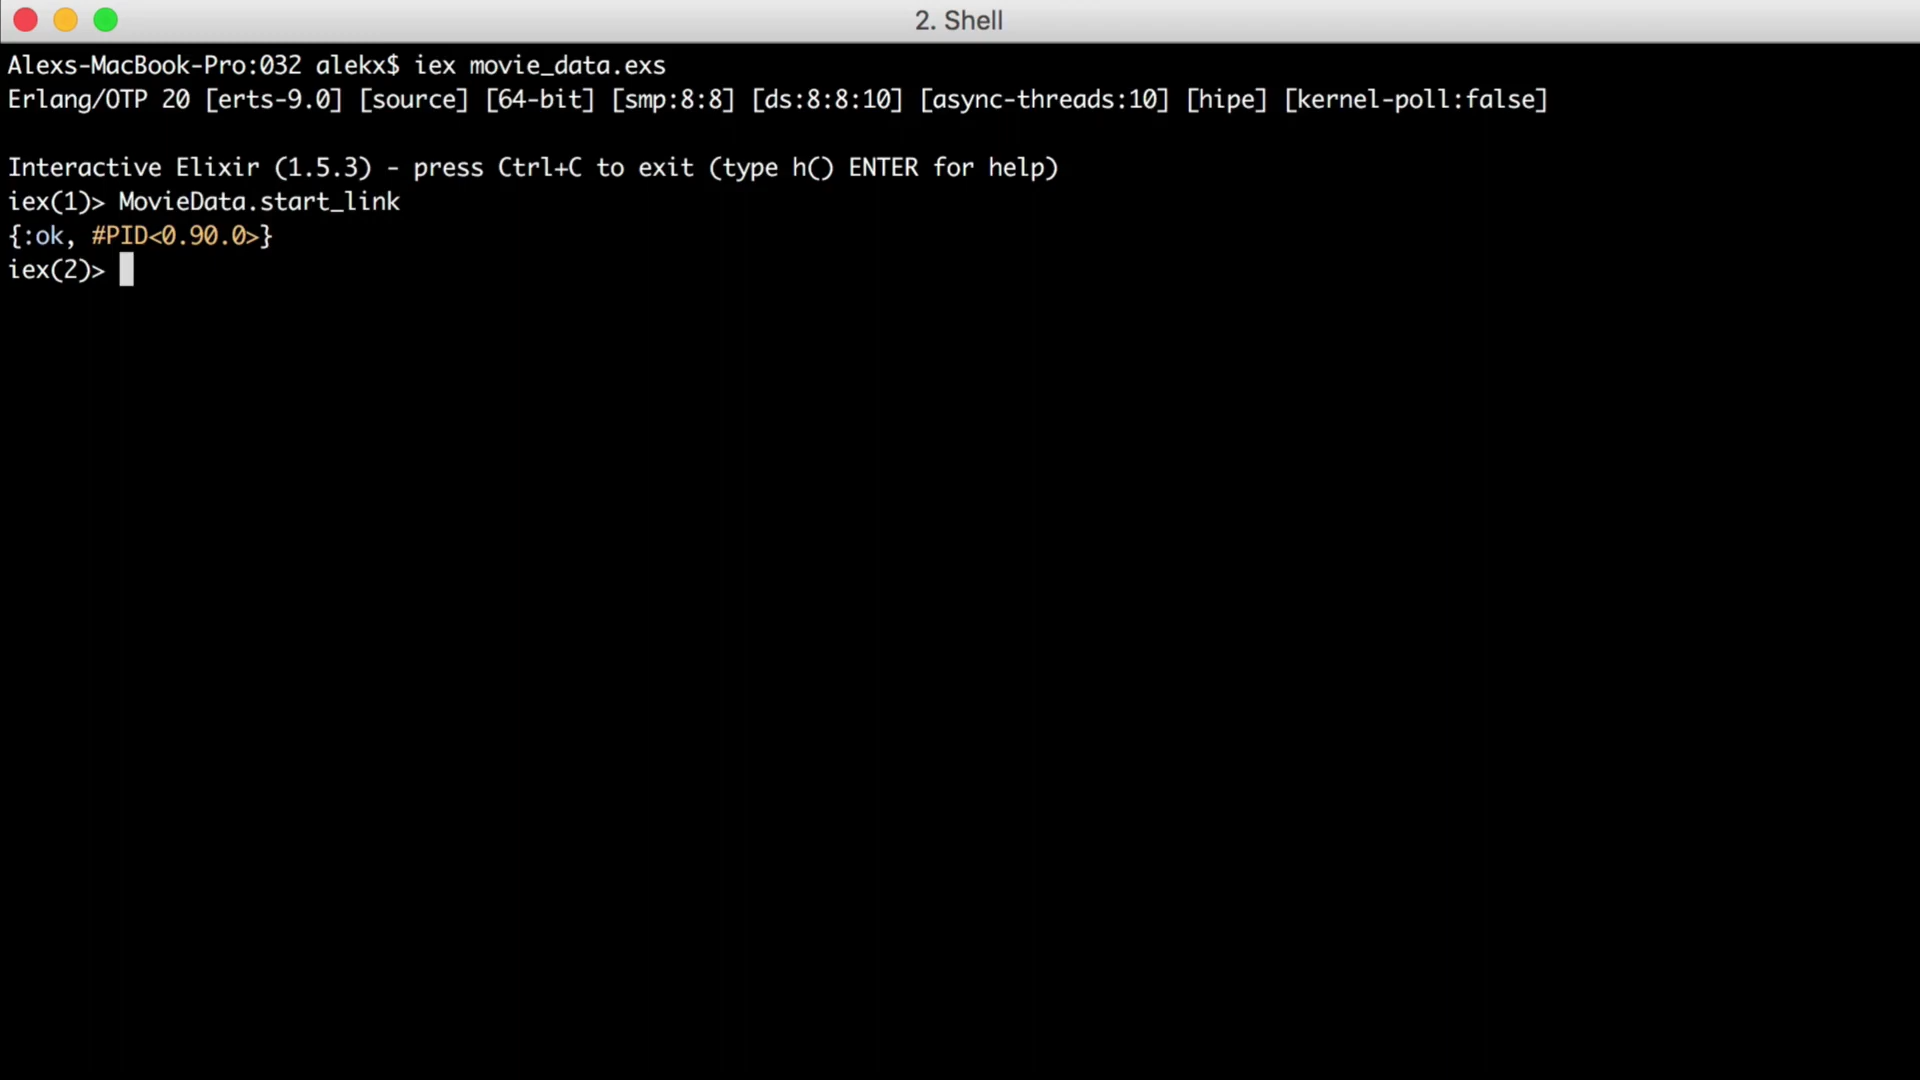 2. Shell
Alexs-MacBook-Pro:032 alekx$ iex movie_data.exs
Erlang/OTP 20 [erts-9.0] [source] [64-bit] [smp:8:8] [ds:8:8:10] [async-threads:10] [hipe] [kernel-poll:false]
Interactive Elixir (1.5.3) - press Ctrl+C to exit (type h() ENTER for help)
iex(1)> MovieData.start_link
{:ok, #PID<0.90.0>}
iex(2)>